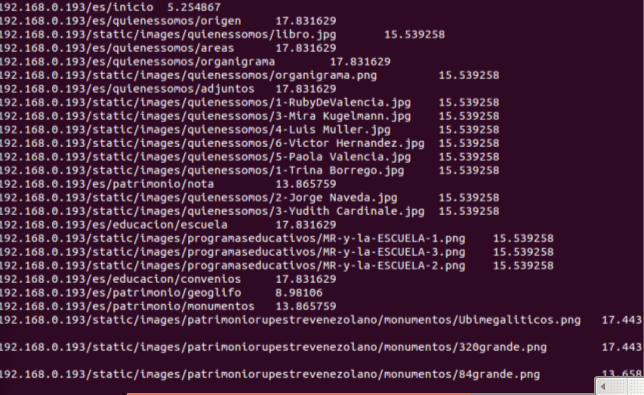 192.168.0.193/es/inicio 5.254867
192.168.0.193/es/quienessomos/origen 17.831629
192.168.0.193/static/images/quienessomos/libro.jpg 15.539258
192.168.0.193/es/quienessomos/areas 17.831629
192.168.0.193/es/quienessomos/organigrama 17.831629
192.168.0.193/static/images/quienessomos/organigrama.png 15.539258
192.168.0.193/es/quienessomos/adjuntos 17.831629
192.168.0.193/static/images/quienessomos/1-RubyDeValencia.jpg 15.539258
192.168.0.193/static/images/quienessomos/3-Mira Kugelmann.jpg 15.539258
192.168.0.193/static/images/quienessomos/4-Luis Muller.jpg 15.539258
192.168.0.193/static/images/quienessomos/6-Victor Hernandez.jpg 15.539258
192.168.0.193/static/images/quienessomos/5-Paola Valencia.jpg 15.539258
192.168.0.193/static/images/quienessomos/1-Trina Borrego.jpg 15.539258
192.168.0.193/es/patrimonio/nota 13.865759
192.168.0.193/static/images/quienessomos/2-Jorge Naveda.jpg 15.539258
192.168.0.193/static/images/quienessomos/3-Yudith Cardinale.jpg 15.539258
192.168.0.193/es/educacion/escuela 17.831629
192.168.0.193/static/images/programaseducativos/MR-y-la-ESCUELA-1.png 15.539258
192.168.0.193/static/images/programaseducativos/MR-y-la-ESCUELA-3.png 15.539258
192.168.0.193/static/images/programaseducativos/MR-y-la-ESCUELA-2.png 15.539258
192.168.0.193/es/educacion/convenios 17.831629
192.168.0.193/es/patrimonio/geoglifo 8.98106
192.168.0.193/es/patrimonio/monumentos 13.865759
192.168.0.193/static/images/patrimoniorupestrevenezolano/monumentos/Ubimegaliticos.png 17.443
192.168.0.193/static/images/patrimoniorupestrevenezolano/monumentos/320grande.png 17.443
192.168.0.193/static/images/patrimoniorupestrevenezolano/monumentos/84grande.png 13.658